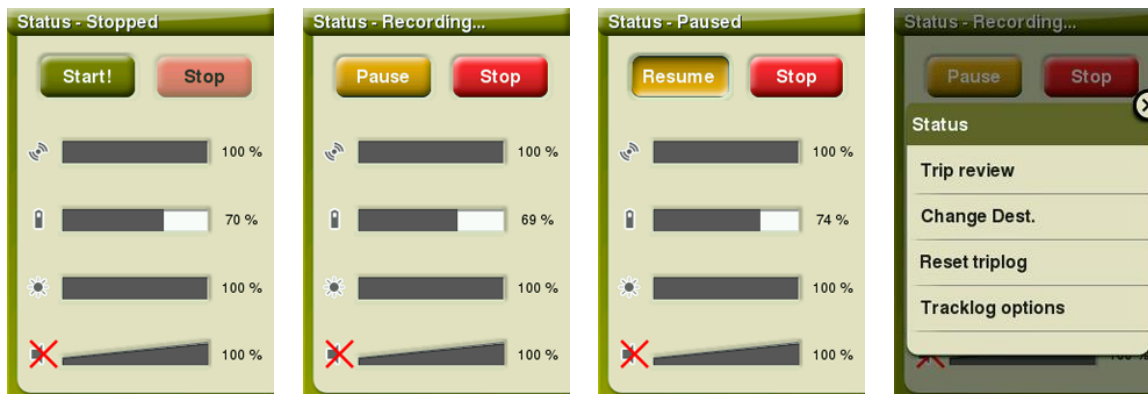 Status - Stopped
Start! Stop
100 %
70 %
100 %
100 %
Status - Recording...
Pause Stop
100 %
69 %
100 %
100 %
Status - Paused
Resume Stop
100 %
74 %
100 %
100 %
Status - Recording...
Pause Stop
Status
Trip review
Change Dest.
Reset triplog
Tracklog options